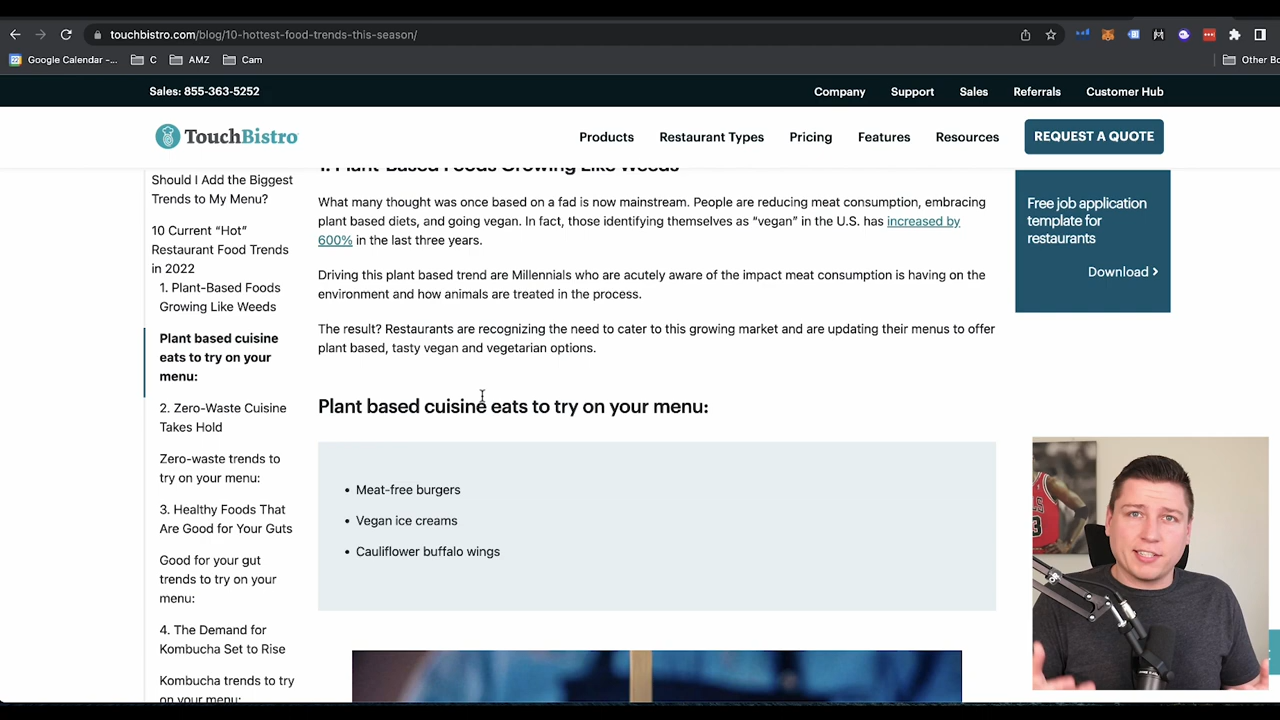 touchbistro.com/blog/10-hottest-food-trends-this-season/
Google Calendar -...
C
AMZ
Cam
Other Bo
Sales: 855-363-5252
Company
Support
Sales
Referrals
Customer Hub
TouchBistro
Products
Restaurant Types
Pricing
Features
Resources
REQUEST A QUOTE
Should I Add the Biggest
Trends to My Menu?
10 Current “Hot”
Restaurant Food Trends
in 2022
1. Plant-Based Foods
Growing Like Weeds
Plant based cuisine
eats to try on your
menu:
2. Zero-Waste Cuisine
Takes Hold
Zero-waste trends to
try on your menu:
3. Healthy Foods That
Are Good for Your Guts
Good for your gut
trends to try on your
menu:
4. The Demand for
Kombucha Set to Rise
Kombucha trends to try
on your menu:
1. Plant-Based Foods Growing Like Weeds
What many thought was once based on a fad is now mainstream. People are reducing meat consumption, embracing
plant based diets, and going vegan. In fact, those identifying themselves as “vegan” in the U.S. has increased by
600% in the last three years.
Driving this plant based trend are Millennials who are acutely aware of the impact meat consumption is having on the
environment and how animals are treated in the process.
The result? Restaurants are recognizing the need to cater to this growing market and are updating their menus to offer
plant based, tasty vegan and vegetarian options.
Plant based cuisine eats to try on your menu:
• Meat-free burgers
• Vegan ice creams
• Cauliflower buffalo wings
Free job application
template for
restaurants
Download >